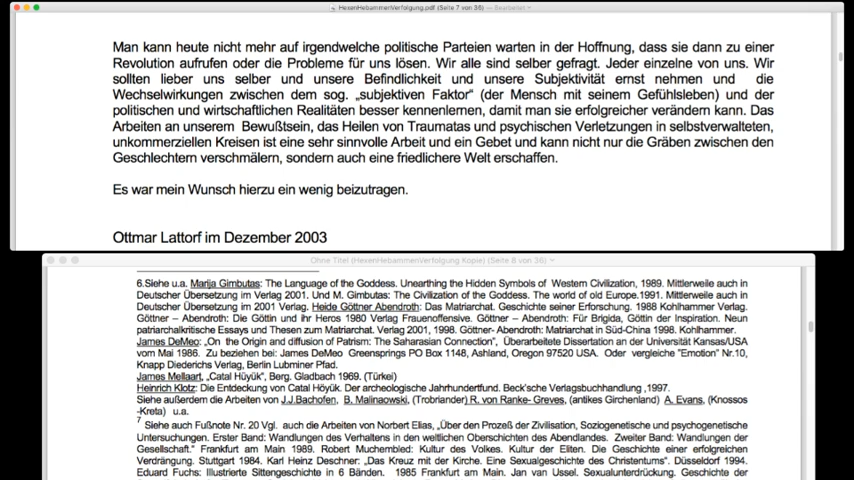 HexenHebammenVerfolgung.pdf (Seite 7 von 36) — Bearbeitet
Man kann heute nicht mehr auf irgendwelche politische Parteien warten in der Hoffnung, dass sie dann zu einer
Revolution aufrufen oder die Probleme für uns lösen. Wir alle sind selber gefragt. Jeder einzelne von uns. Wir
sollten lieber uns selber und unsere Befindlichkeit und unsere Subjektivität ernst nehmen und die
Wechselwirkungen zwischen dem sog. „subjektiven Faktor“ (der Mensch mit seinem Gefühlsleben) und der
politischen und wirtschaftlichen Realitäten besser kennenlernen, damit man sie erfolgreicher verändern kann. Das
Arbeiten an unserem Bewußtsein, das Heilen von Traumatas und psychischen Verletzungen in selbstverwalteten,
unkommerziellen Kreisen ist eine sehr sinnvolle Arbeit und ein Gebet und kann nicht nur die Gräben zwischen den
Geschlechtern verschmälern, sondern auch eine friedlichere Welt erschaffen.
Es war mein Wunsch hierzu ein wenig beizutragen.
Ottmar Lattorf im Dezember 2003
Ohne Titel (HexenHebammenVerfolgung Kopie) (Seite 8 von 36)
6.Siehe u.a. Marija Gimbutas: The Language of the Goddess. Unearthing the Hidden Symbols of Western Civilization, 1989. Mittlerweile auch in
Deutscher Übersetzung im Verlag 2001. Und M. Gimbutas: The Civilization of the Goddess. The world of old Europe.1991. Mittlerweile auch in
Deutscher Übersetzung im 2001 Verlag. Heide Göttner Abendroth: Das Matriarchat. Geschichte seiner Erforschung. 1988 Kohlhammer Verlag.
Göttner – Abendroth: Die Göttin und ihr Heros 1980 Verlag Frauenoffensive. Göttner - Abendroth: Für Brigida, Göttin der Inspiration. Neun
patriarchalkritische Essays und Thesen zum Matriarchat. Verlag 2001, 1998. Göttner- Abendroth: Matriarchat in Süd-China 1998. Kohlhammer.
James DeMeo: „On the Origin and diffusion of Patrism: The Saharasian Connection”, Überarbeitete Dissertation an der Universität Kansas/USA
vom Mai 1986. Zu beziehen bei: James DeMeo Greensprings PO Box 1148, Ashland, Oregon 97520 USA. Oder vergleiche "Emotion" Nr.10,
Knapp Diederichs Verlag, Berlin Lubminer Pfad.
James Mellaart, „Catal Hüyük”, Berg. Gladbach 1969. (Türkei)
Heinrich Klotz: Die Entdeckung von Catal Höyük. Der archeologische Jahrhundertfund. Beck'sche Verlagsbuchhandlung ,1997.
Siehe außerdem die Arbeiten von J.J.Bachofen, B. Malinaowski, (Trobriander) R. von Ranke- Greves, (antikes Girchenland) A. Evans, (Knossos
-Kreta) u.a.
7 Siehe auch Fußnote Nr. 20 Vgl. auch die Arbeiten von Norbert Elias, „Über den Prozeß der Zivilisation, Soziogenetische und psychogenetische
Untersuchungen. Erster Band: Wandlungen des Verhaltens in den weltlichen Oberschichten des Abendlandes. Zweiter Band: Wandlungen der
Gesellschaft.“ Frankfurt am Main 1989. Robert Muchembled: Kultur des Volkes. Kultur der Eliten. Die Geschichte einer erfolgreichen
Verdrängung. Stuttgart 1984. Karl Heinz Deschner: „Das Kreuz mit der Kirche. Eine Sexualgeschichte des Christentums“. Düsseldorf 1994.
Eduard Fuchs: Illustrierte Sittengeschichte in 6 Bänden. 1985 Frankfurt am Main. Jan van Ussel. Sexualunterdrückung. Geschichte der